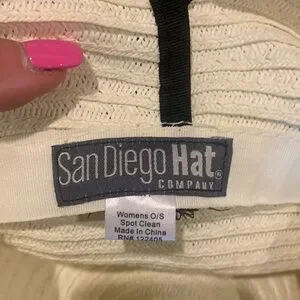 San Diego Hat®
COMPANY
Womens O/S
Spot Clean
Made In China
RN# 122405